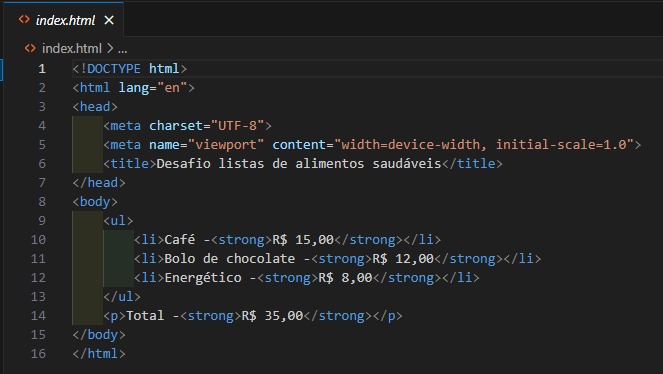 index.html
index.html > ...
1 <!DOCTYPE html>
2 <html lang="en">
3 <head>
4 <meta charset="UTF-8">
5 <meta name="viewport" content="width=device-width, initial-scale=1.0">
6 <title>Desafio listas de alimentos saudáveis</title>
7 </head>
8 <body>
9 <ul>
10 <li>Café -<strong>R$ 15,00</strong></li>
11 <li>Bolo de chocolate -<strong>R$ 12,00</strong></li>
12 <li>Energético -<strong>R$ 8,00</strong></li>
13 </ul>
14 <p>Total -<strong>R$ 35,00</strong></p>
15 </body>
16 </html>